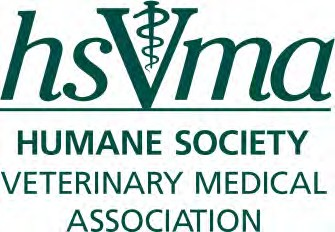 hsVma
HUMANE SOCIETY
VETERINARY MEDICAL
ASSOCIATION